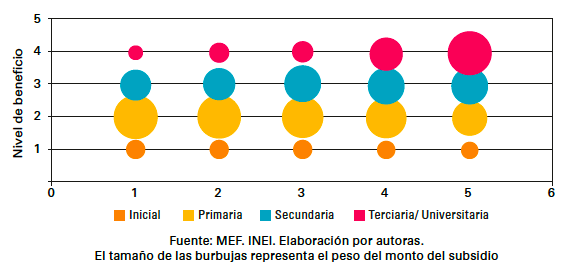 5
4
3
2
1
Nivel de beneficio
0 1 2 3 4 5 6
Inicial Primaria Secundaria Terciaria/ Universitaria
Fuente: MEF. INEI. Elaboración por autoras.
El tamaño de las burbujas representa el peso del monto del subsidio